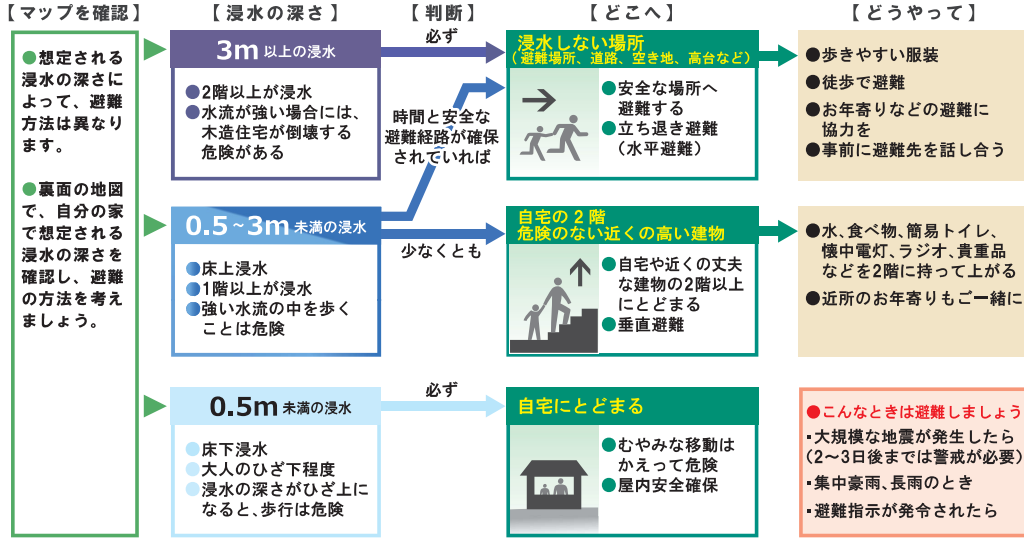 【マップを確認】
●想定される
浸水の深さに
よって、避難
方法は異なり
ます。
●裏面の地図
で、自分の家
で想定される
浸水の深さを
確認し、避難
の方法を考え
ましょう。
【浸水の深さ】
3m以上の浸水
●2階以上が浸水
●水流が強い場合には、
木造住宅が倒壊する
危険がある
0.5~3m未満の浸水
●床上浸水
●1階以上が浸水
●強い水流の中を歩く
ことは危険
0.5m未満の浸水
●床下浸水
●大人のひざ下程度
●浸水の深さがひざ上に
なると、歩行は危険
【判断】
必ず
時間と安全な
避難経路が確保
されていれば
少なくとも
必ず
【どこへ】
浸水しない場所
(避難場所、道路、空き地、高台など)
●安全な場所へ
避難する
●立ち退き避難
(水平避難)
自宅の2階
危険のない近くの高い建物
●自宅や近くの丈夫
な建物の2階以上
にとどまる
●垂直避難
自宅にとどまる
●むやみな移動は
かえって危険
●屋内安全確保
【どうやって】
●歩きやすい服装
●徒歩で避難
●お年寄りなどの避難に
協力を
●事前に避難先を話し合う
●水、食べ物、簡易トイレ、
懐中電灯、ラジオ、貴重品
などを2階に持って上がる
●近所のお年寄りもご一緒に
●こんなときは避難しましょう
・大規模な地震が発生したら
(2〜3日後までは警戒が必要)
・集中豪雨、長雨のとき
・避難指示が発令されたら